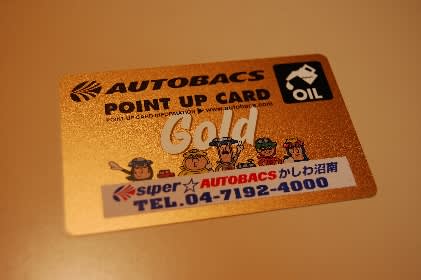 AUTOBACS
POINT UP CARD
POINT UP CARD INFORMATION ▶ www.autobacs.com
OIL
Gold
super☆AUTOBACSかしわ沼南
TEL.04-7192-4000